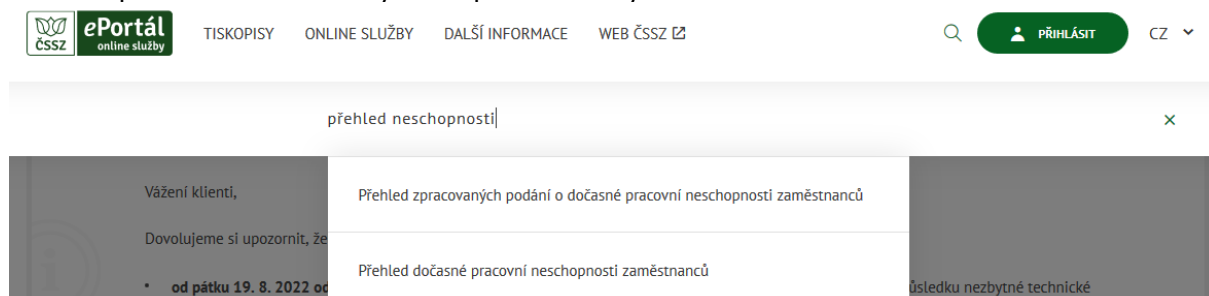 ČSSZ ePortál online služby TISKOPISY ONLINE SLUŽBY DALŠÍ INFORMACE WEB ČSSZ PŘIHLÁSIT CZ
přehled neschopnosti
Vážení klienti,
Přehled zpracovaných podání o dočasné pracovní neschopnosti zaměstnanců
Dovolujeme si upozornit, že
Přehled dočasné pracovní neschopnosti zaměstnanců
• od pátku 19. 8. 2022 od ůsledku nezbytné technické